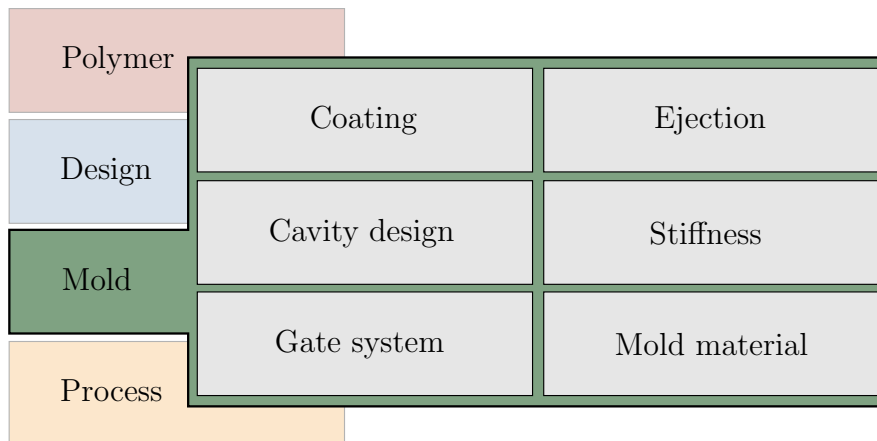 Polymer
Design
Mold
Process
Coating
Ejection
Cavity design
Stiffness
Gate system
Mold material